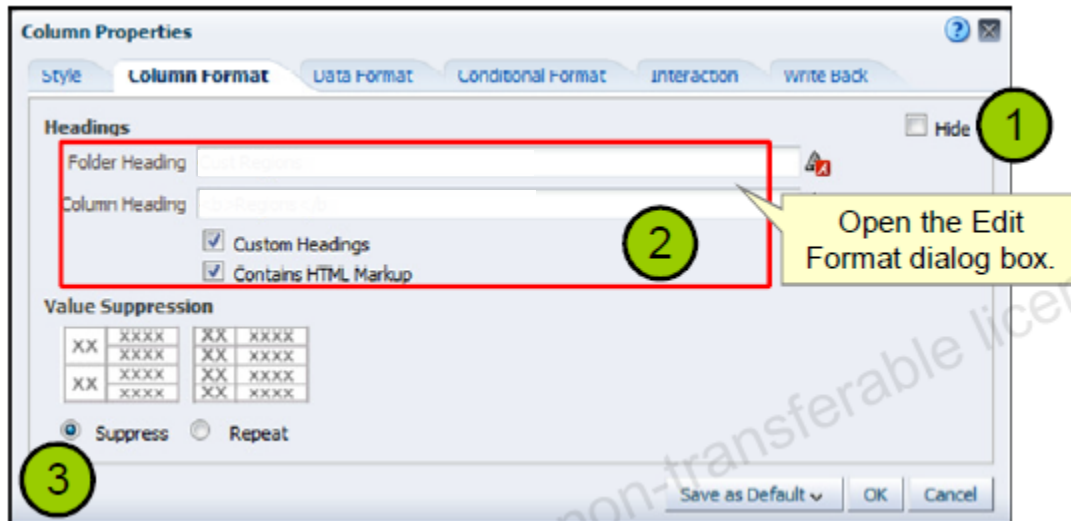 Column Properties
Style Column Format Data Format Conditional Format Interaction Write Back
Headings
Hide
1
Folder Heading Cust Regions
Column Heading
Open the Edit
Format dialog box.
2
Custom Headings
Contains HTML Markup
Value Suppression
XX XXXX XX XXXX
XXXX XX XXXX
XX XXXX XX XXXX
XXXX XX XXXX
Suppress Repeat
3
non-transferable
Save as Default OK Cancel